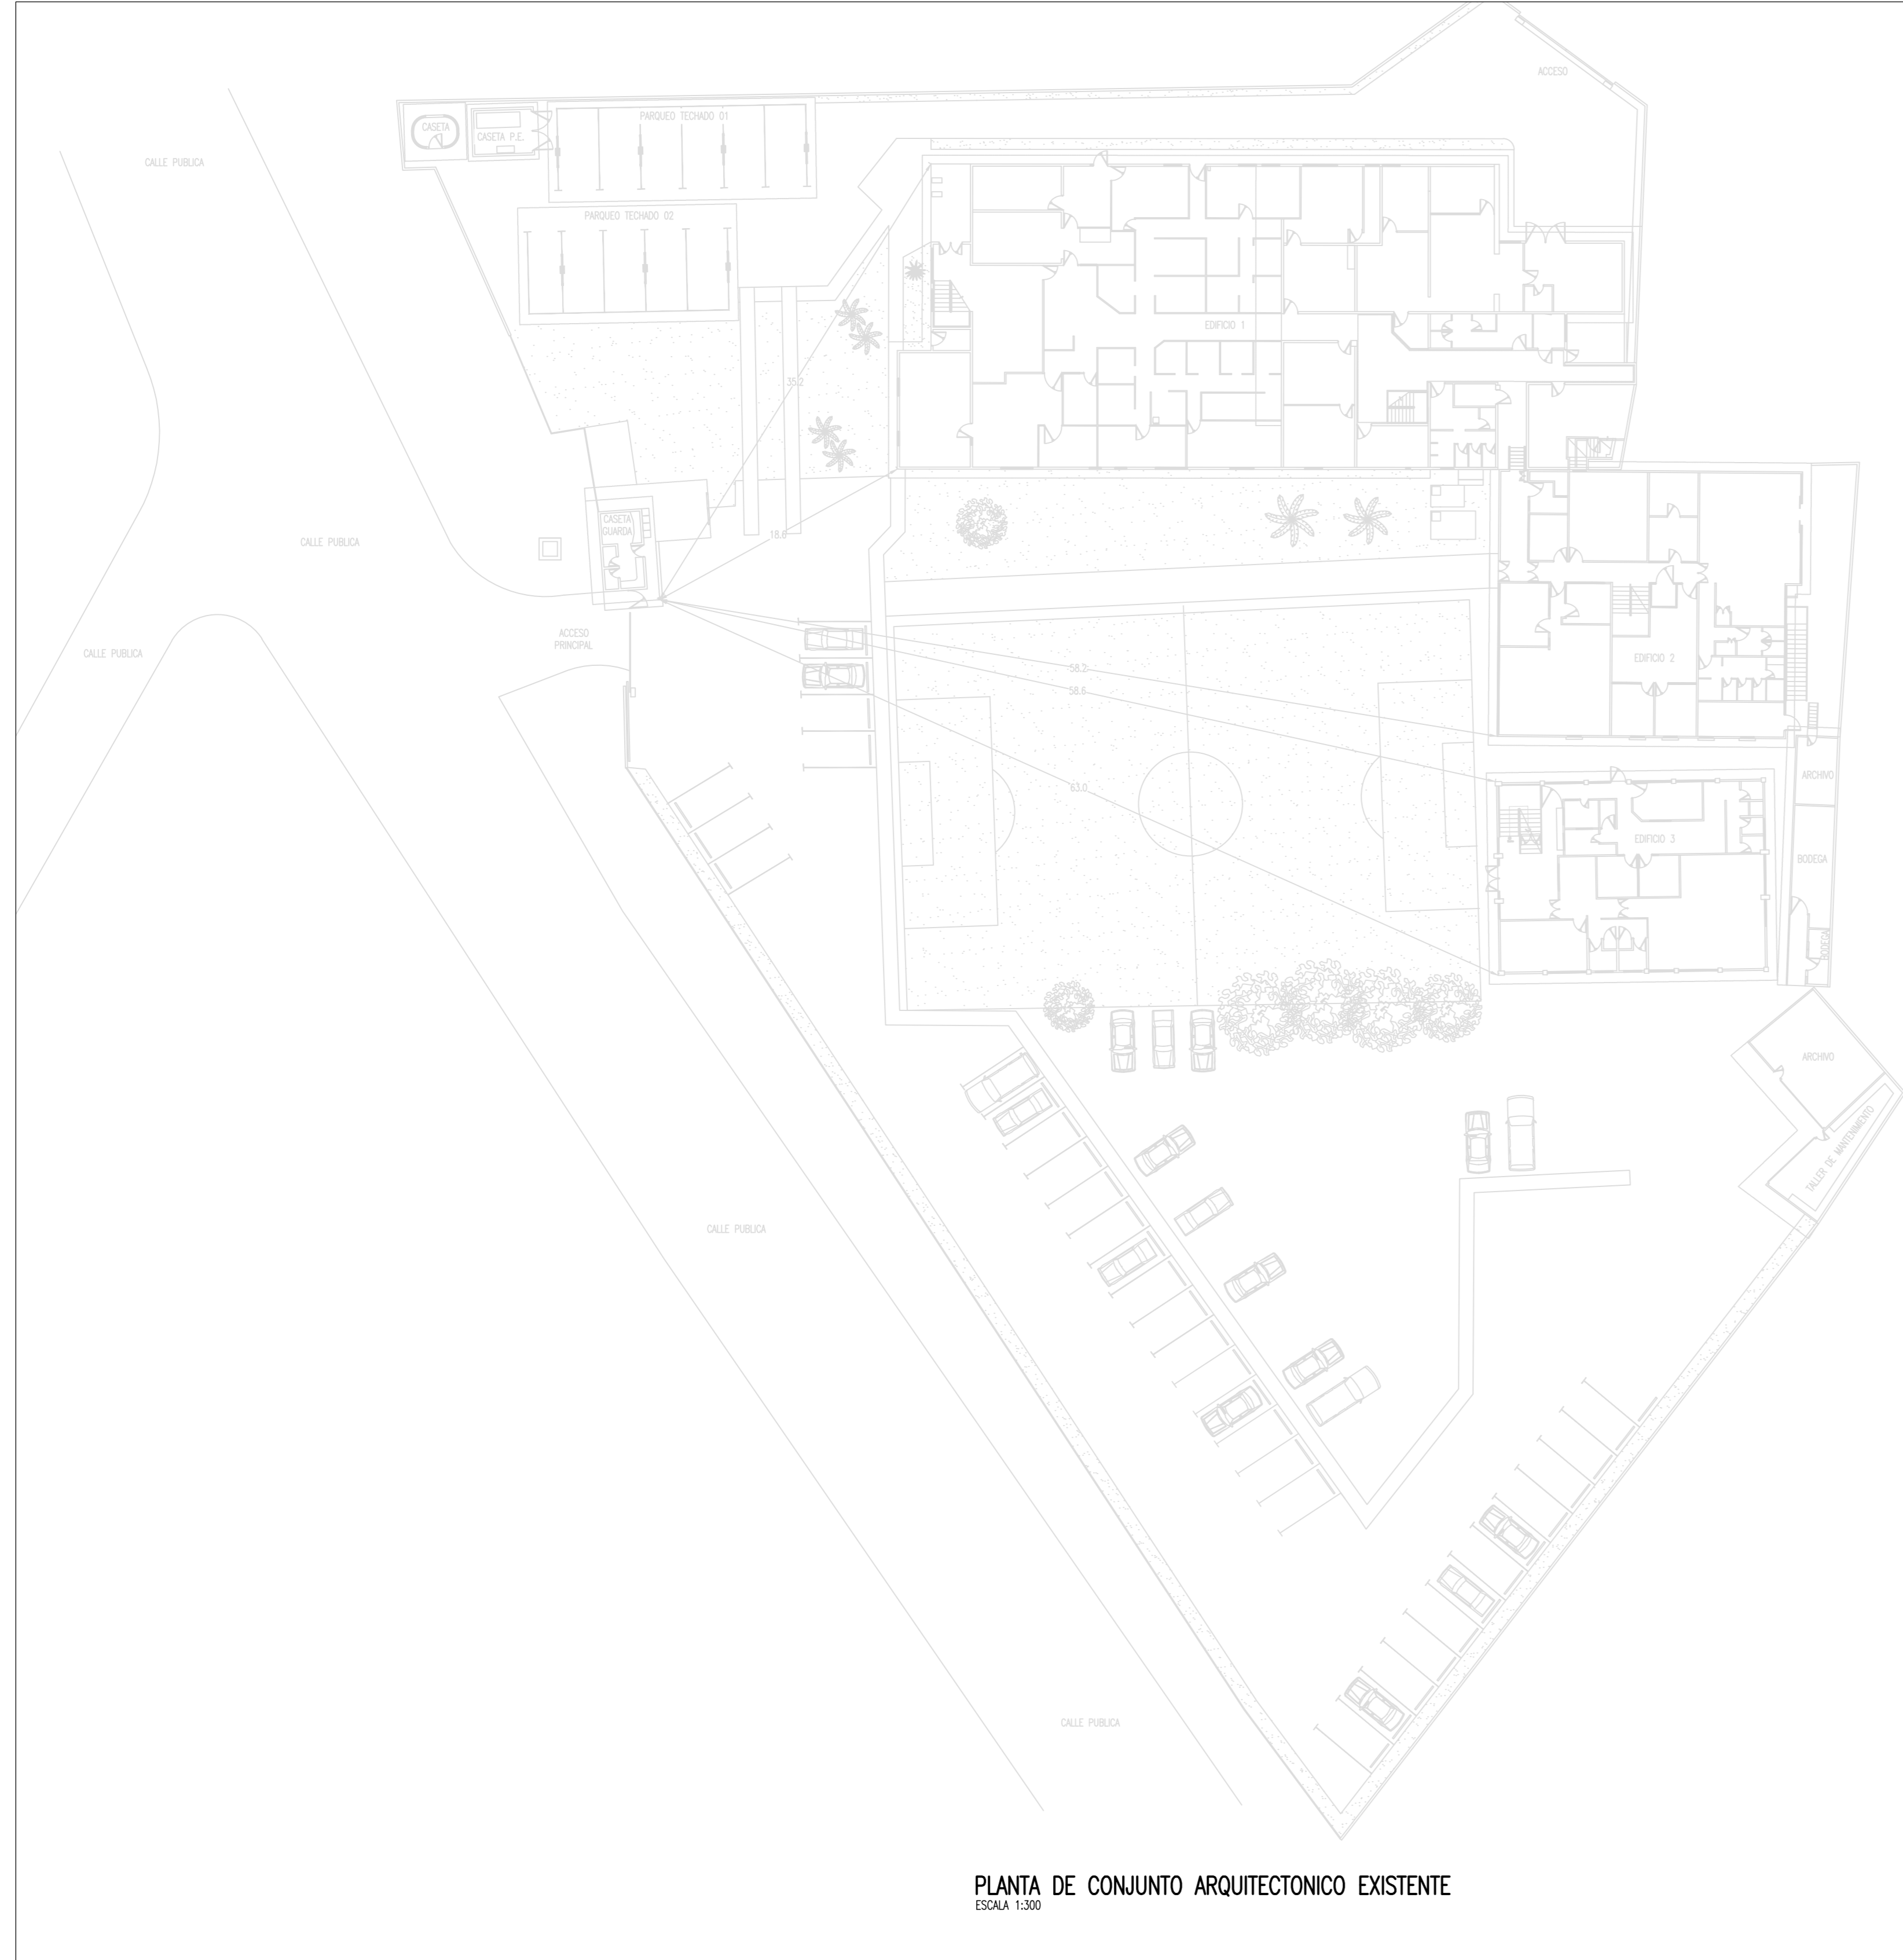 ACCESO
PARQUEO TECHADO 01
CASETA
CASETA P.E.
CALLE PUBLICA
PARQUEO TECHADO 02
EDIFICIO 1
35.2
CASETA
GUARDA
18.6
CALLE PUBLICA
ACCESO
PRINCIPAL
CALLE PUBLICA
EDIFICIO 2
58.2
58.6
ARCHIVO
63.0
EDIFICIO 3
BODEGA
BODEGA
ARCHIVO
TALLER DE MANTENIMIENTO
CALLE PUBLICA
CALLE PUBLICA
PLANTA DE CONJUNTO ARQUITECTONICO EXISTENTE
ESCALA 1:300